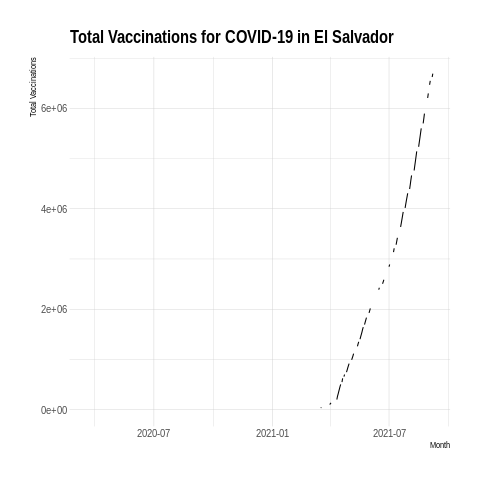 Total Vaccinations for COVID-19 in El Salvador
Total Vaccinations
6e+06
4e+06
2e+06
0e+00
2020-07 2021-01 2021-07
Month